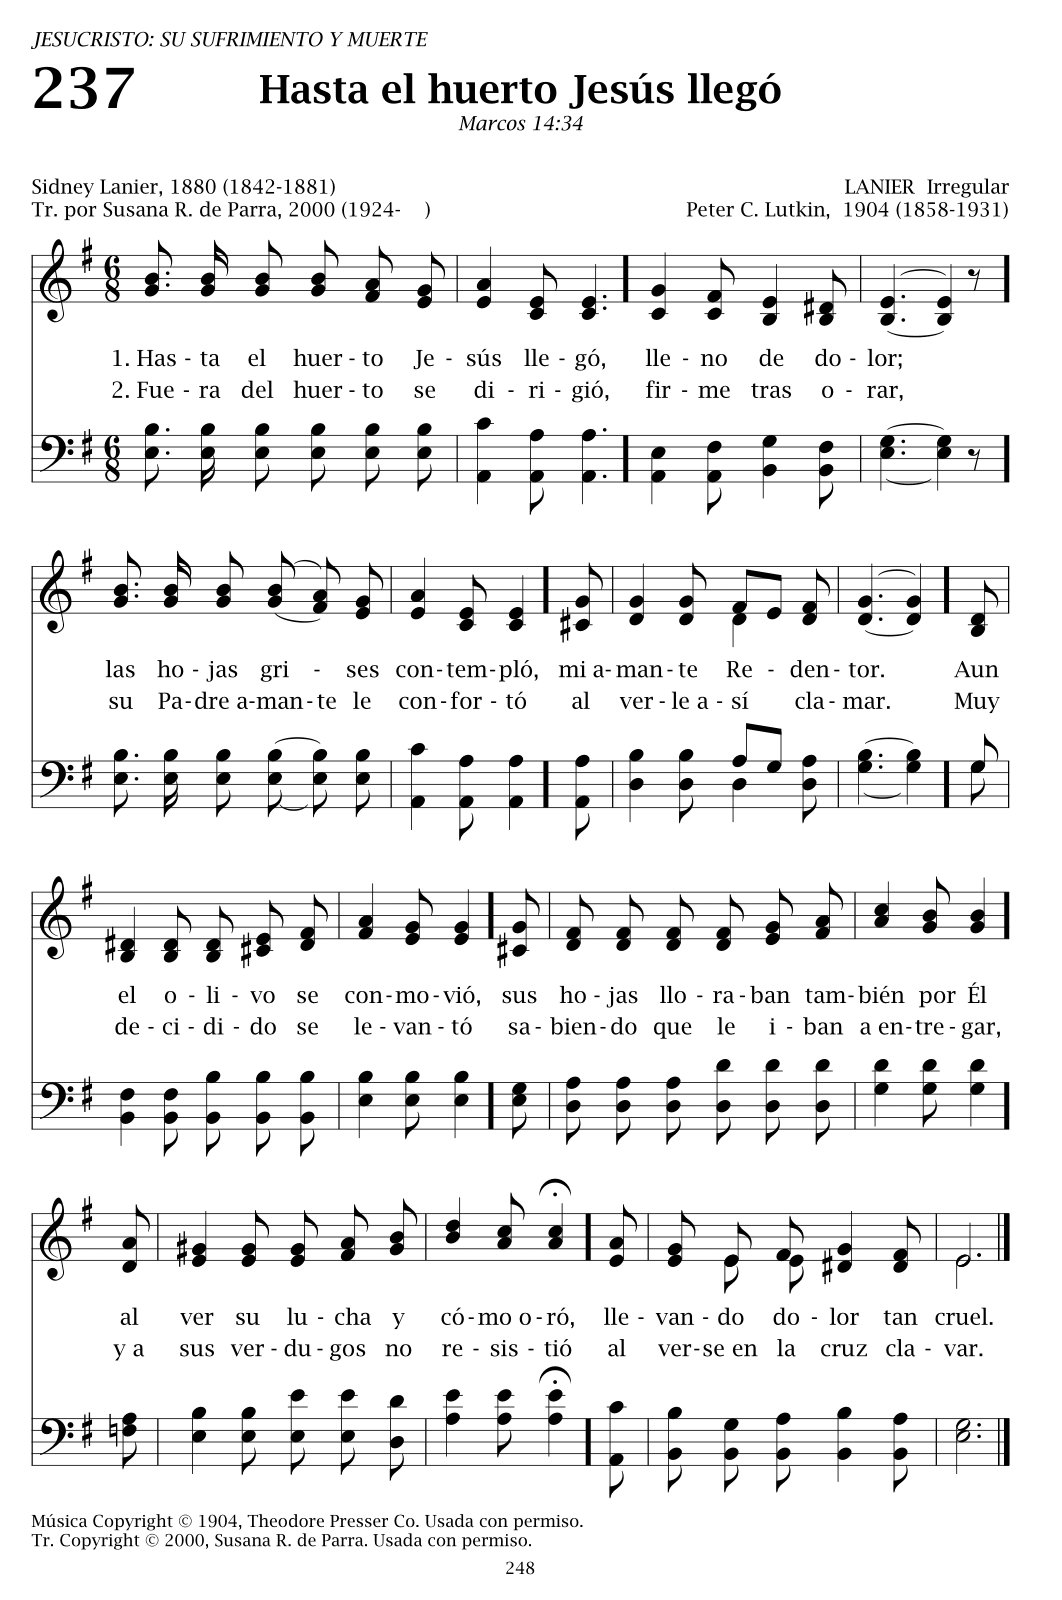 JESUCRISTO: SU SUFRIMIENTO Y MUERTE
237 Hasta el huerto Jesús llegó
Marcos 14:34
Sidney Lanier, 1880 (1842-1881) LANIER Irregular
Tr. por Susana R. de Parra, 2000 (1924- ) Peter C. Lutkin, 1904 (1858-1931)
6 8
1. Has - ta el huer - to Je - sús lle - gó, lle - no de do - lor;
2. Fue - ra del huer - to se di - ri - gió, fir - me tras o - rar,
6 8
las ho - jas gri - ses con - tem - pló, mi a - man - te Re - den - tor. Aun
su Pa - dre a - man - te le con - for - tó al ver - le a - sí cla - mar. Muy
el o - li - vo se con - mo - vió, sus ho - jas llo - ra - ban tam - bién por Él
de - ci - di - do se le - van - tó sa - bien - do que le i - ban a en - tre - gar,
al ver su lu - cha y có - mo o - ró, lle - van - do do - lor tan cruel.
y a sus ver - du - gos no re - sis - tió al ver - se en la cruz cla - var.
Música Copyright © 1904, Theodore Presser Co. Usada con permiso.
Tr. Copyright © 2000, Susana R. de Parra. Usada con permiso.
248